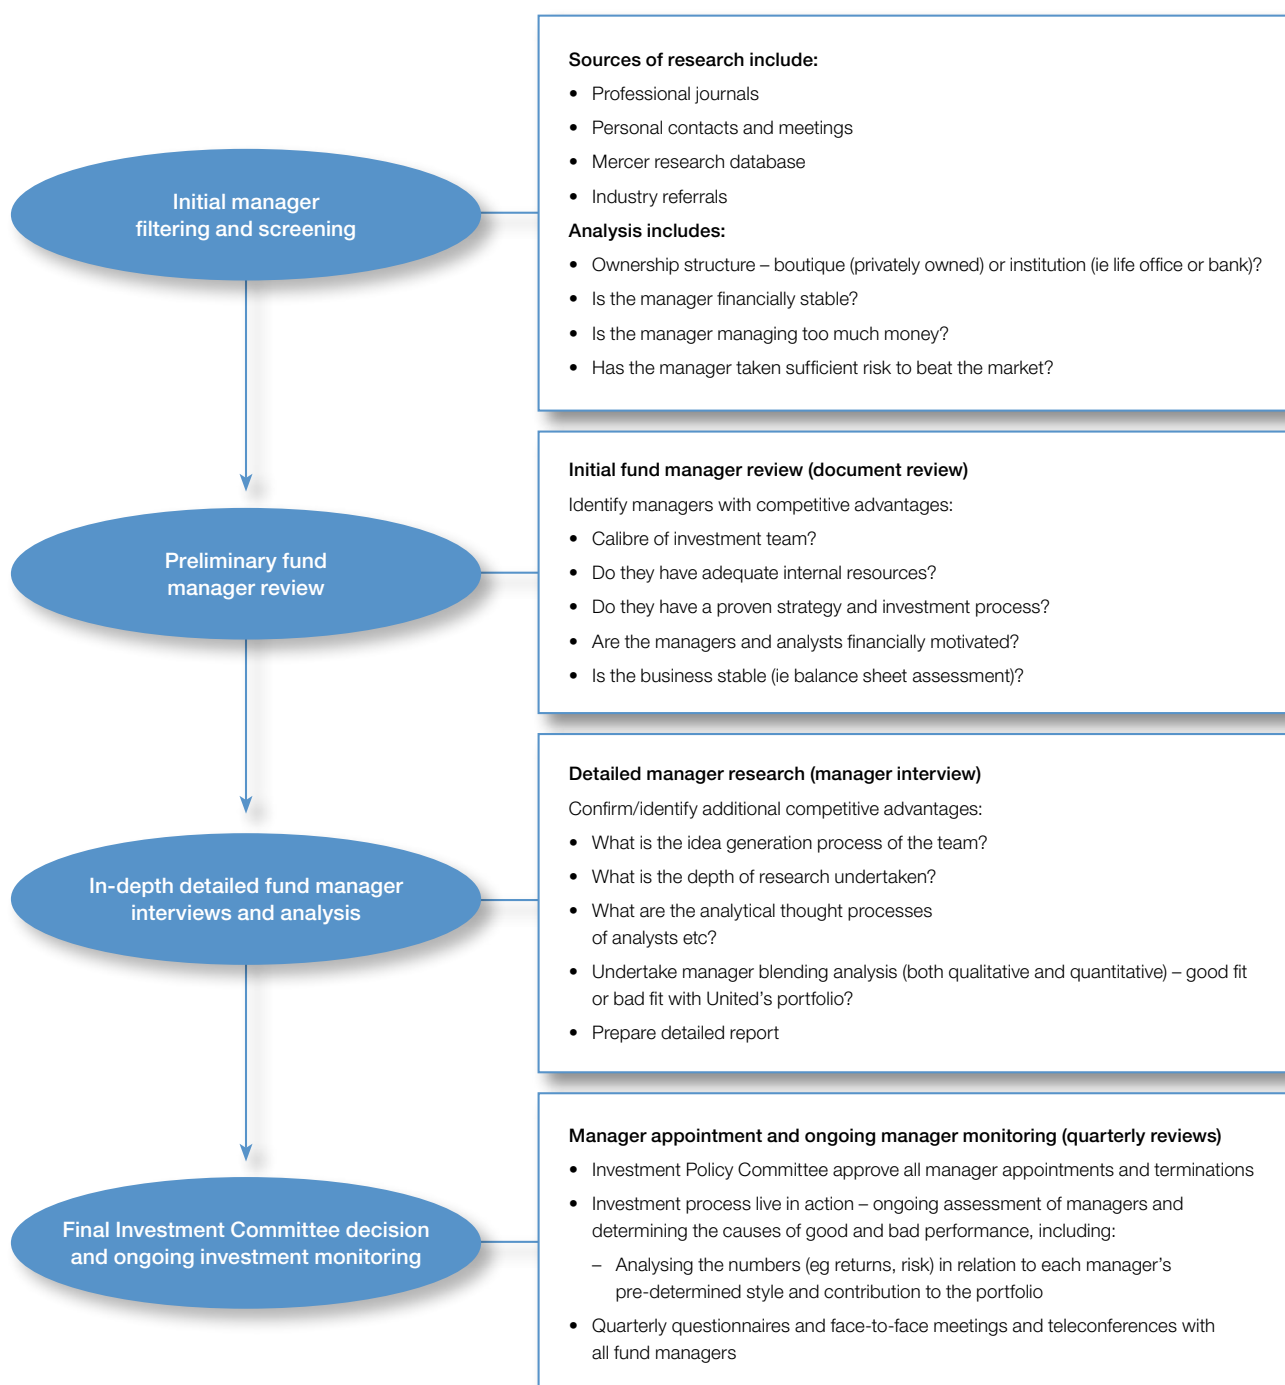 Initial manager
filtering and screening
Sources of research include:
• Professional journals
• Personal contacts and meetings
• Mercer research database
• Industry referrals
Analysis includes:
• Ownership structure – boutique (privately owned) or institution (ie life office or bank)?
• Is the manager financially stable?
• Is the manager managing too much money?
• Has the manager taken sufficient risk to beat the market?
Preliminary fund
manager review
Initial fund manager review (document review)
Identify managers with competitive advantages:
• Calibre of investment team?
• Do they have adequate internal resources?
• Do they have a proven strategy and investment process?
• Are the managers and analysts financially motivated?
• Is the business stable (ie balance sheet assessment)?
In-depth detailed fund manager
interviews and analysis
Detailed manager research (manager interview)
Confirm/identify additional competitive advantages:
• What is the idea generation process of the team?
• What is the depth of research undertaken?
• What are the analytical thought processes
of analysts etc?
• Undertake manager blending analysis (both qualitative and quantitative) – good fit
or bad fit with United's portfolio?
• Prepare detailed report
Final Investment Committee decision
and ongoing investment monitoring
Manager appointment and ongoing manager monitoring (quarterly reviews)
• Investment Policy Committee approve all manager appointments and terminations
• Investment process live in action – ongoing assessment of managers and
determining the causes of good and bad performance, including:
– Analysing the numbers (eg returns, risk) in relation to each manager's
pre-determined style and contribution to the portfolio
• Quarterly questionnaires and face-to-face meetings and teleconferences with
all fund managers